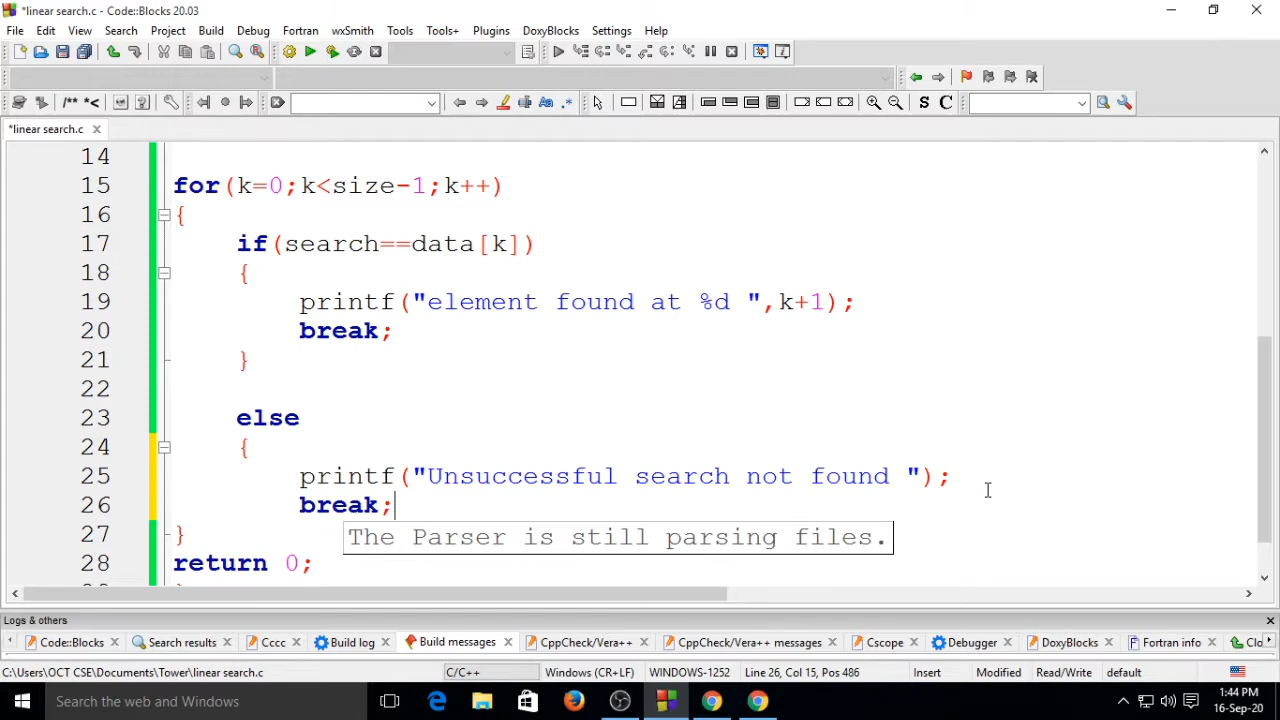 *linear search.c - Code::Blocks 20.03
File Edit View Search Project Build Debug Fortran wxSmith Tools Tools+ Plugins DoxyBlocks Settings Help
/** *<
Aa .* S C
*linear search.c
14
15 for(k=0;k<size-1;k++)
16 {
17 if(search==data[k])
18 {
19 printf("element found at %d ",k+1);
20 break;
21 }
22
23 else
24 {
25 printf("Unsuccessful search not found ");
26 break;
The Parser is still parsing files.
27 }
28 return 0;
Logs & others
Code::Blocks Search results Cccc Build log Build messages CppCheck/Vera++ CppCheck/Vera++ messages Cscope Debugger DoxyBlocks Fortran info Clo
C:\Users\OCT CSE\Documents\Tower\linear search.c C/C++ Windows (CR+LF) WINDOWS-1252 Line 26, Col 15, Pos 486 Insert Modified Read/Write default
Search the web and Windows
1:44 PM
16-Sep-20